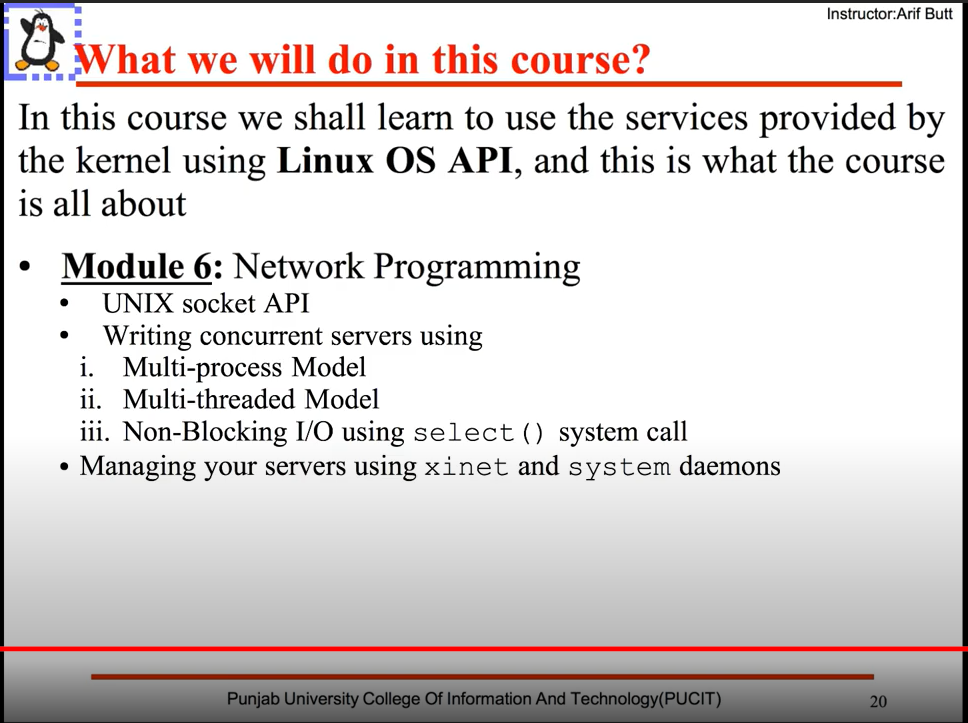 Instructor:Arif Butt
What we will do in this course?
In this course we shall learn to use the services provided by
the kernel using Linux OS API, and this is what the course
is all about
• Module 6: Network Programming
• UNIX socket API
• Writing concurrent servers using
i. Multi-process Model
ii. Multi-threaded Model
iii. Non-Blocking I/O using select() system call
• Managing your servers using xinet and system daemons
Punjab University College Of Information And Technology(PUCIT)
20